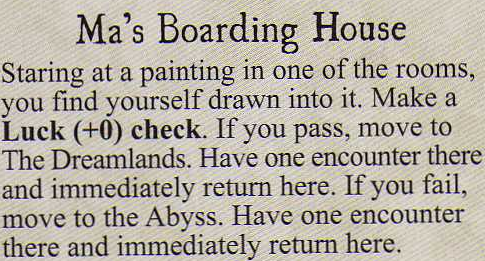 Ma's Boarding House
Staring at a painting in one of the rooms,
you find yourself drawn into it. Make a
Luck (+0) check. If you pass, move to
The Dreamlands. Have one encounter there
and immediately return here. If you fail,
move to the Abyss. Have one encounter
there and immediately return here.